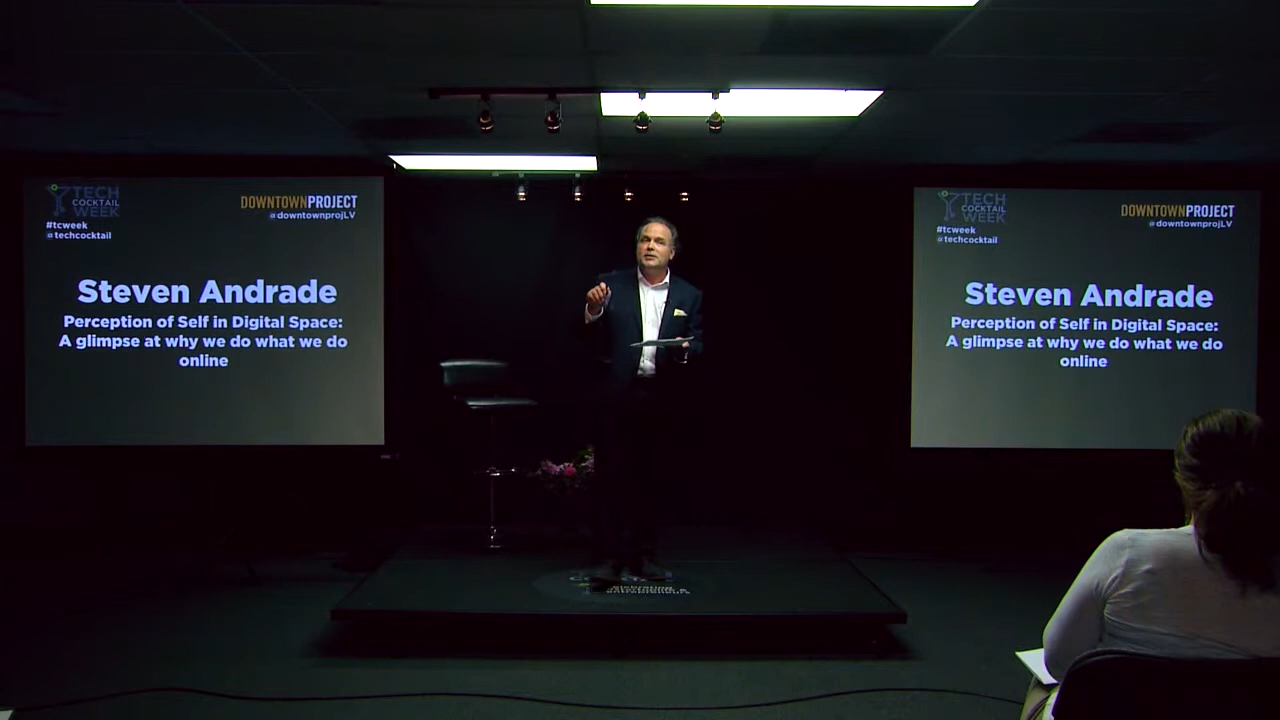 TECH
COCKTAIL
WEEK
#tcweek
@techcocktail
DOWNTOWNPROJECT
@downtownprojLV
Steven Andrade
Perception of Self in Digital Space:
A glimpse at why we do what we do
online
TECH
COCKTAIL
WEEK
#tcweek
@techcocktail
DOWNTOWNPROJECT
@downtownprojLV
Steven Andrade
Perception of Self in Digital Space:
A glimpse at why we do what we do
online